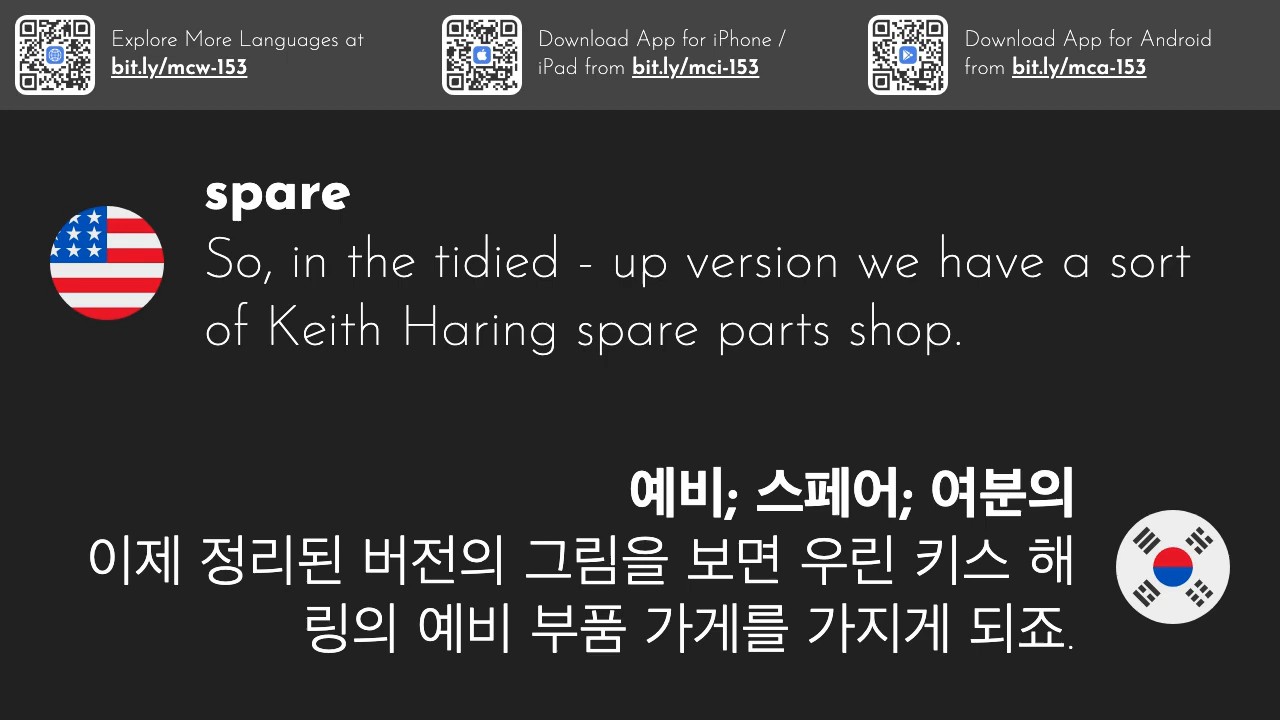 Explore More Languages at
bit.ly/mcw-153
Download App for iPhone /
iPad from bit.ly/mci-153
Download App for Android
from bit.ly/mca-153
spare
So, in the tidied - up version we have a sort
of Keith Haring spare parts shop.
예비; 스페어; 여분의
이제 정리된 버전의 그림을 보면 우린 키스 해
링의 예비 부품 가게를 가지게 되죠.